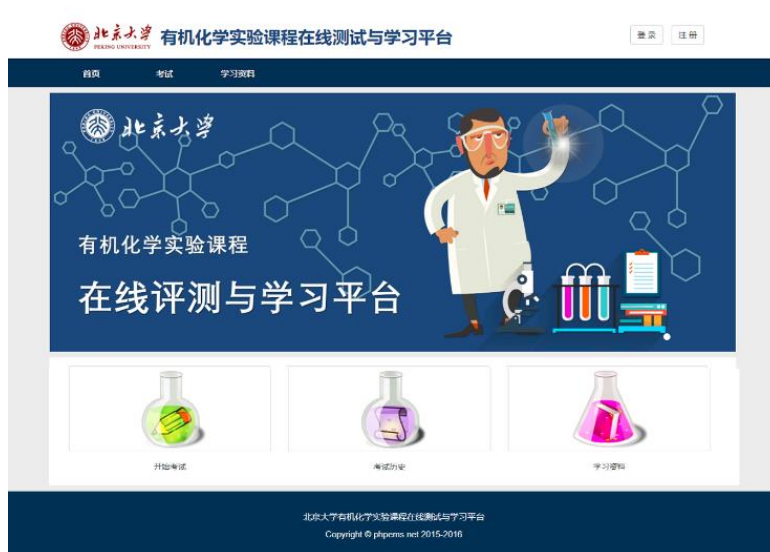 北京大学 有机化学实验课程在线测试与学习平台
PEKING UNIVERSITY
登录 注册
首页 考试 学习资料
北京大学
有机化学实验课程
在线评测与学习平台
开始考试 考试历史 学习资料
北京大学有机化学实验课程在线测试与学习平台
Copyright © phpems.net 2015-2016